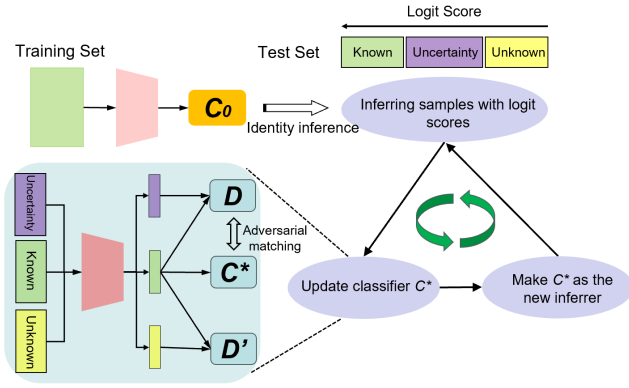 Logit Score
Training Set
Test Set
Known
Uncertainty
Unknown
C0
Identity inference
Inferring samples with logit
scores
Uncertainty
Known
Unknown
D
Adversarial
matching
C*
D’
Update classifier C*
Make C* as the
new inferrer